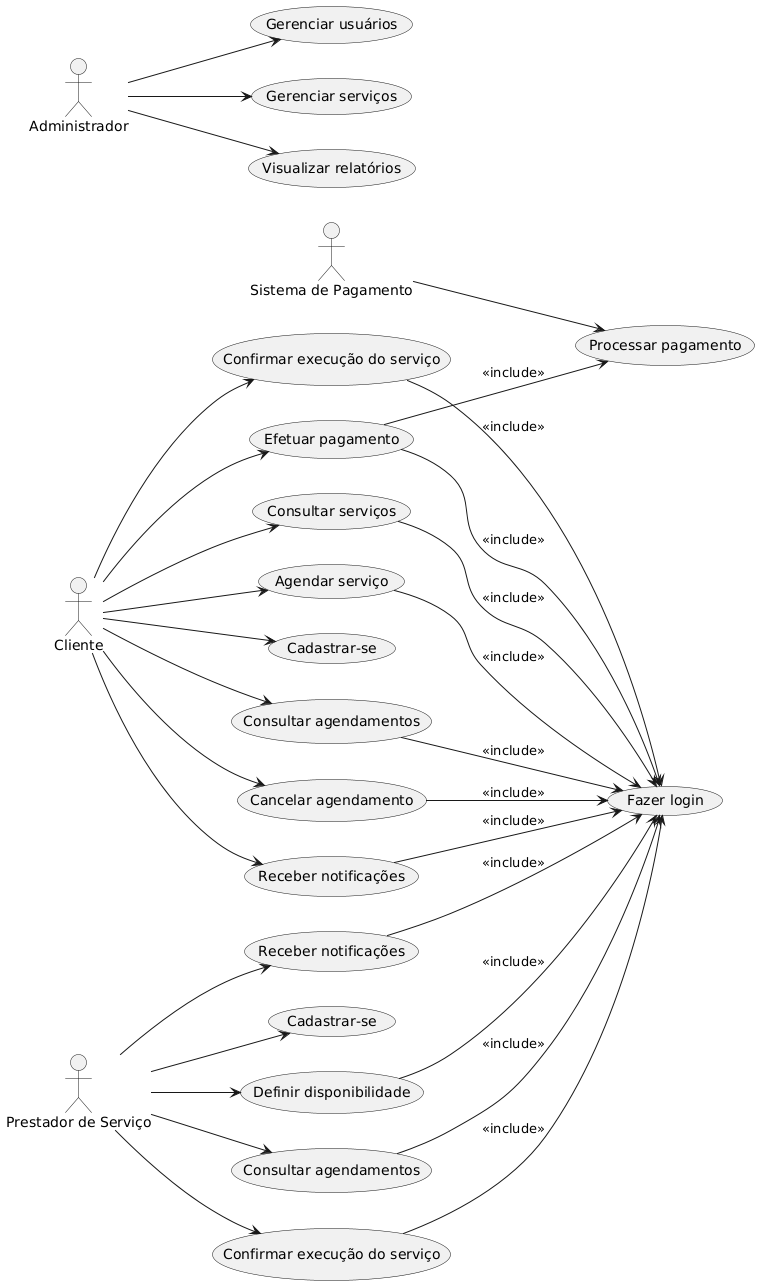 Gerenciar usuários
Administrador
Gerenciar serviços
Visualizar relatórios
Sistema de Pagamento
Processar pagamento
Confirmar execução do serviço
«include»
Efetuar pagamento
«include»
Consultar serviços
«include»
Agendar serviço
«include»
Cliente
Cadastrar-se
«include»
Consultar agendamentos
«include»
Cancelar agendamento
«include»
Fazer login
«include»
Receber notificações
«include»
Receber notificações
«include»
Cadastrar-se
«include»
Prestador de Serviço
Definir disponibilidade
«include»
Consultar agendamentos
Confirmar execução do serviço